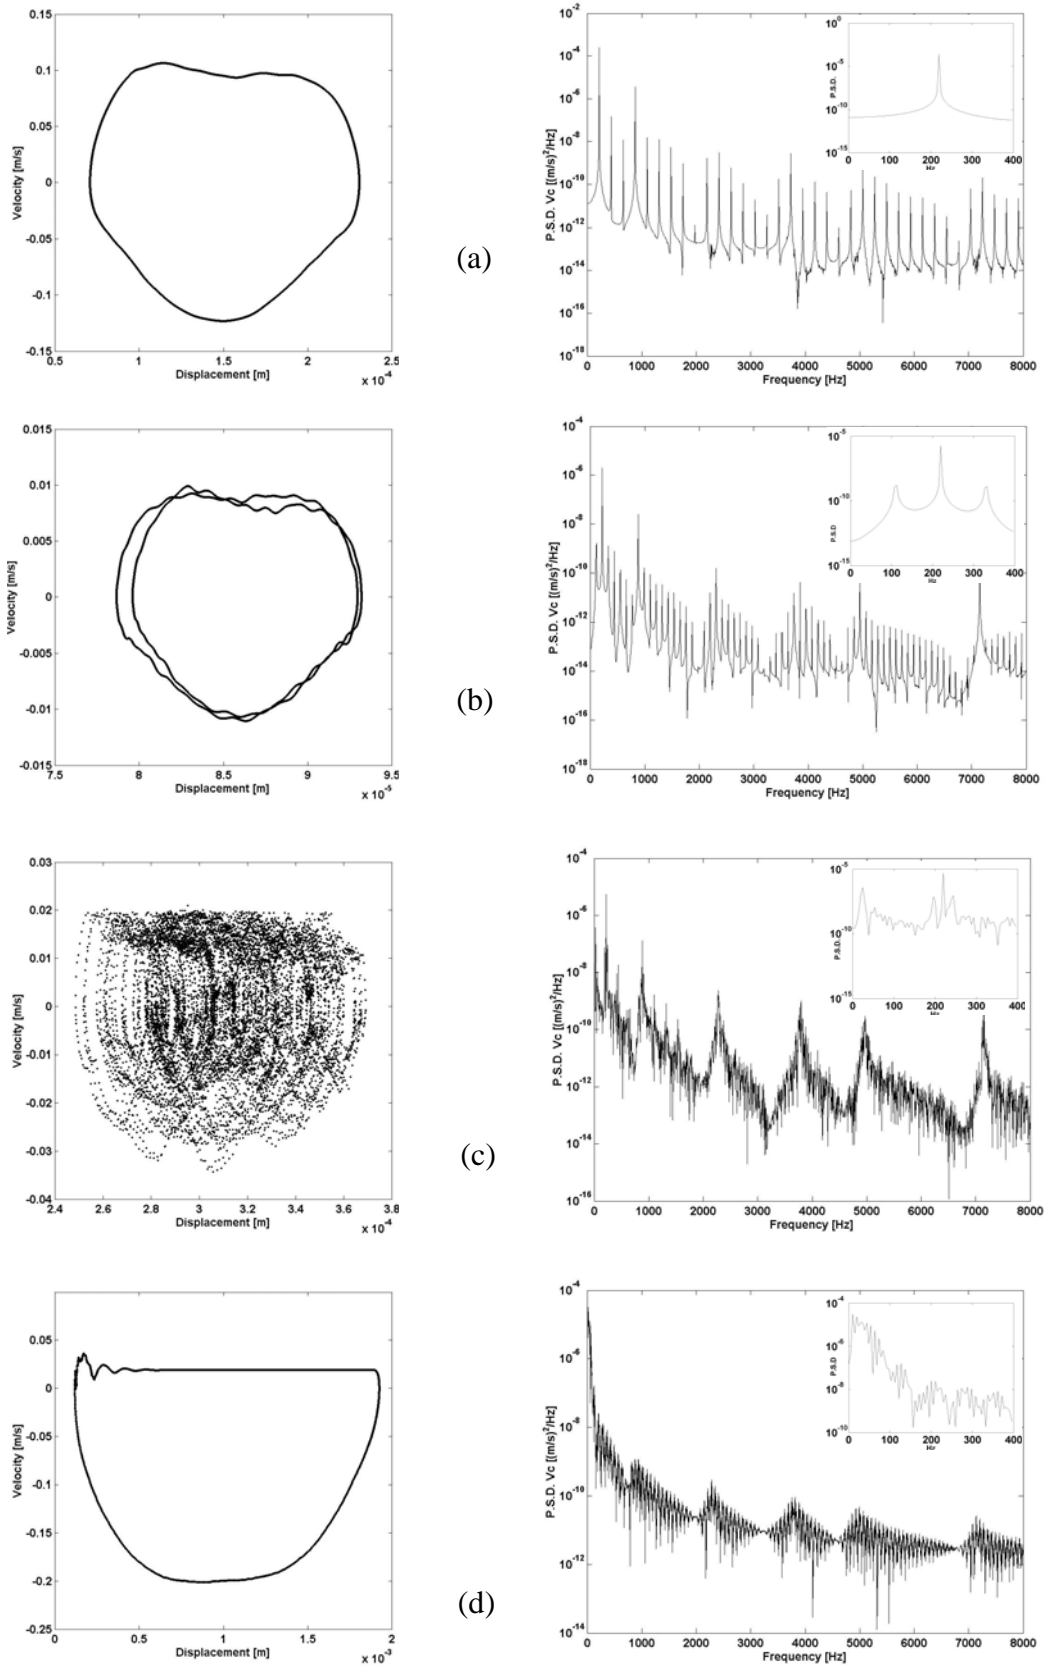 0.15
0.1
0.05
0
-0.05
-0.1
-0.15
Velocity [m/s]
0.5 1 1.5 2 2.5
Displacement [m]
x 10⁻⁴
(a)
10⁻²
10⁻⁴
10⁻⁶
10⁻⁸
10⁻¹⁰
10⁻¹²
10⁻¹⁴
10⁻¹⁶
10⁻¹⁸
P.S.D. Vc [(m/s)²/Hz]
0 1000 2000 3000 4000 5000 6000 7000 8000
Frequency [Hz]
10⁰
10⁻⁵
10⁻¹⁰
10⁻¹⁵
P.S.D.
0 100 200 300 400
Hz
0.015
0.01
0.005
0
-0.005
-0.01
-0.015
Velocity [m/s]
7.5 8 8.5 9 9.5
Displacement [m]
x 10⁻⁵
(b)
10⁻⁴
10⁻⁶
10⁻⁸
10⁻¹⁰
10⁻¹²
10⁻¹⁴
10⁻¹⁶
10⁻¹⁸
P.S.D. Vc [(m/s)²/Hz]
0 1000 2000 3000 4000 5000 6000 7000 8000
Frequency [Hz]
10⁻⁵
10⁻¹⁰
10⁻¹⁵
P.S.D
0 100 200 300 400
Hz
0.03
0.02
0.01
0
-0.01
-0.02
-0.03
-0.04
Velocity [m/s]
2.4 2.6 2.8 3 3.2 3.4 3.6 3.8
Displacement [m]
x 10⁻⁴
(c)
10⁻⁴
10⁻⁶
10⁻⁸
10⁻¹⁰
10⁻¹²
10⁻¹⁴
10⁻¹⁶
P.S.D. Vc [(m/s)²/Hz]
0 1000 2000 3000 4000 5000 6000 7000 8000
Frequency [Hz]
10⁻⁵
10⁻¹⁰
10⁻¹⁵
P.S.D.
0 100 200 300 400
Hz
0.05
0
-0.05
-0.1
-0.15
-0.2
-0.25
Velocity [m/s]
0 0.5 1 1.5 2
Displacement [m]
x 10⁻³
(d)
10⁻⁴
10⁻⁶
10⁻⁸
10⁻¹⁰
10⁻¹²
10⁻¹⁴
P.S.D. Vc [(m/s)²/Hz]
0 1000 2000 3000 4000 5000 6000 7000 8000
Frequency [Hz]
10⁻⁴
10⁻⁶
10⁻⁸
10⁻¹⁰
P.S.D
0 100 200 300 400
Hz